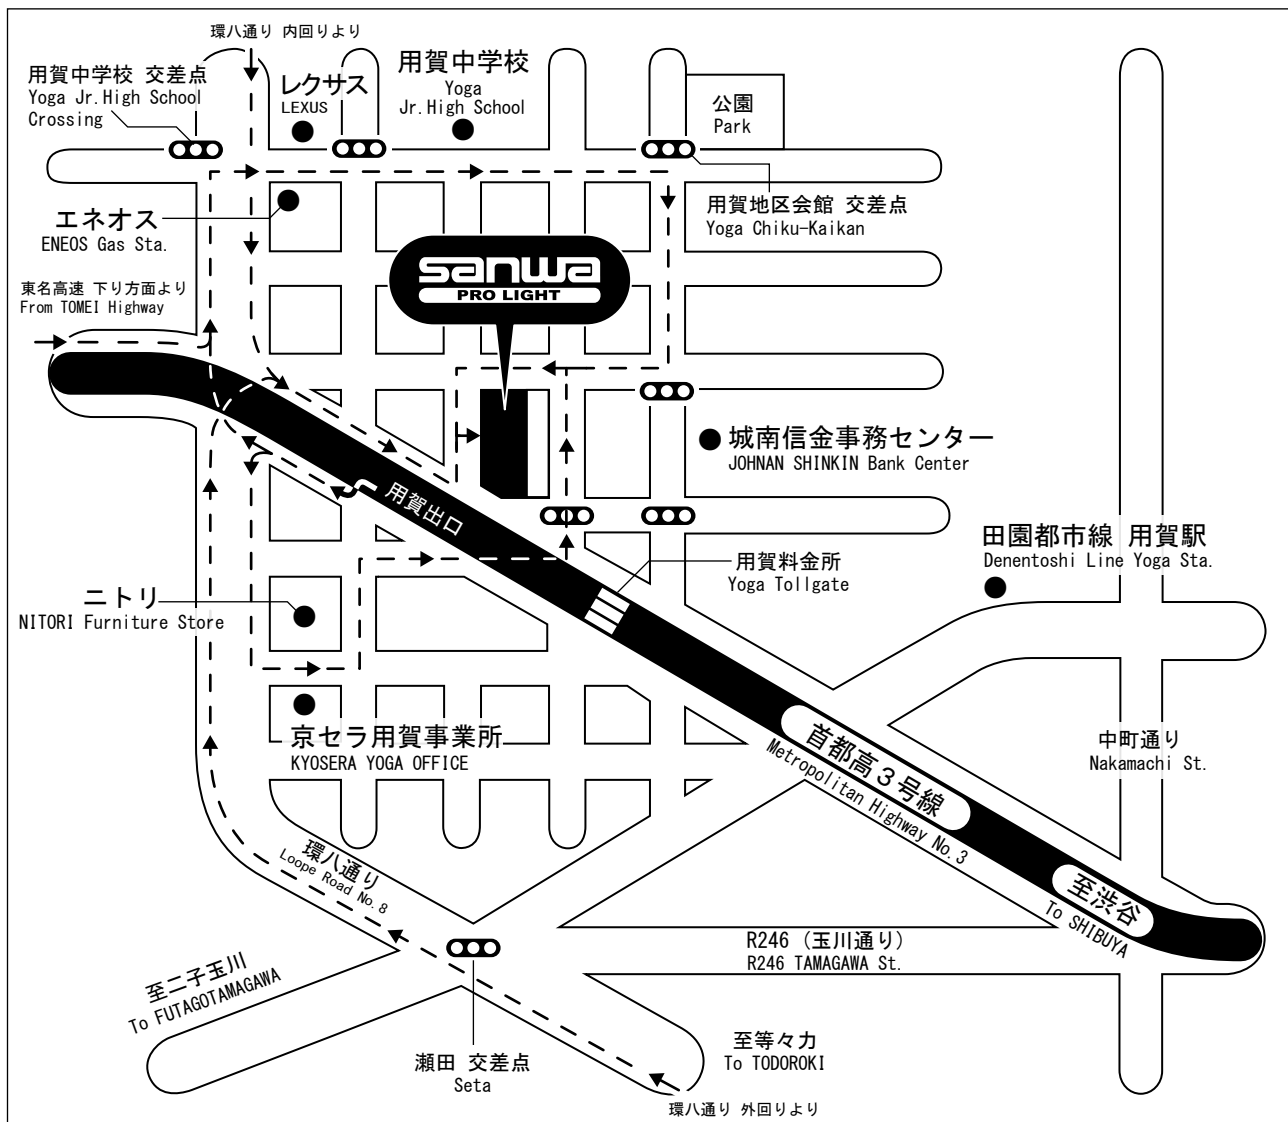 環八通り 内回りより
用賀中学校 交差点
Yoga Jr.High School
Crossing
レクサス
LEXUS
用賀中学校
Yoga
Jr.High School
公園
Park
エネオス
ENEOS Gas Sta.
用賀地区会館 交差点
Yoga Chiku-Kaikan
sanwa
PRO LIGHT
東名高速 下り方面より
From TOMEI Highway
城南信金事務センター
JOHNAN SHINKIN Bank Center
用賀出口
田園都市線 用賀駅
Denentoshi Line Yoga Sta.
用賀料金所
Yoga Tollgate
ニトリ
NITORI Furniture Store
京セラ用賀事業所
KYOSERA YOGA OFFICE
首都高3号線
Metropolitan Highway No.3
中町通り
Nakamachi St.
環八通り
Loope Road No.8
至渋谷
To SHIBUYA
R246 (玉川通り)
R246 TAMAGAWA St.
至二子玉川
To FUTAGOTAMAGAWA
瀬田 交差点
Seta
至等々力
To TODOROKI
環八通り 外回りより